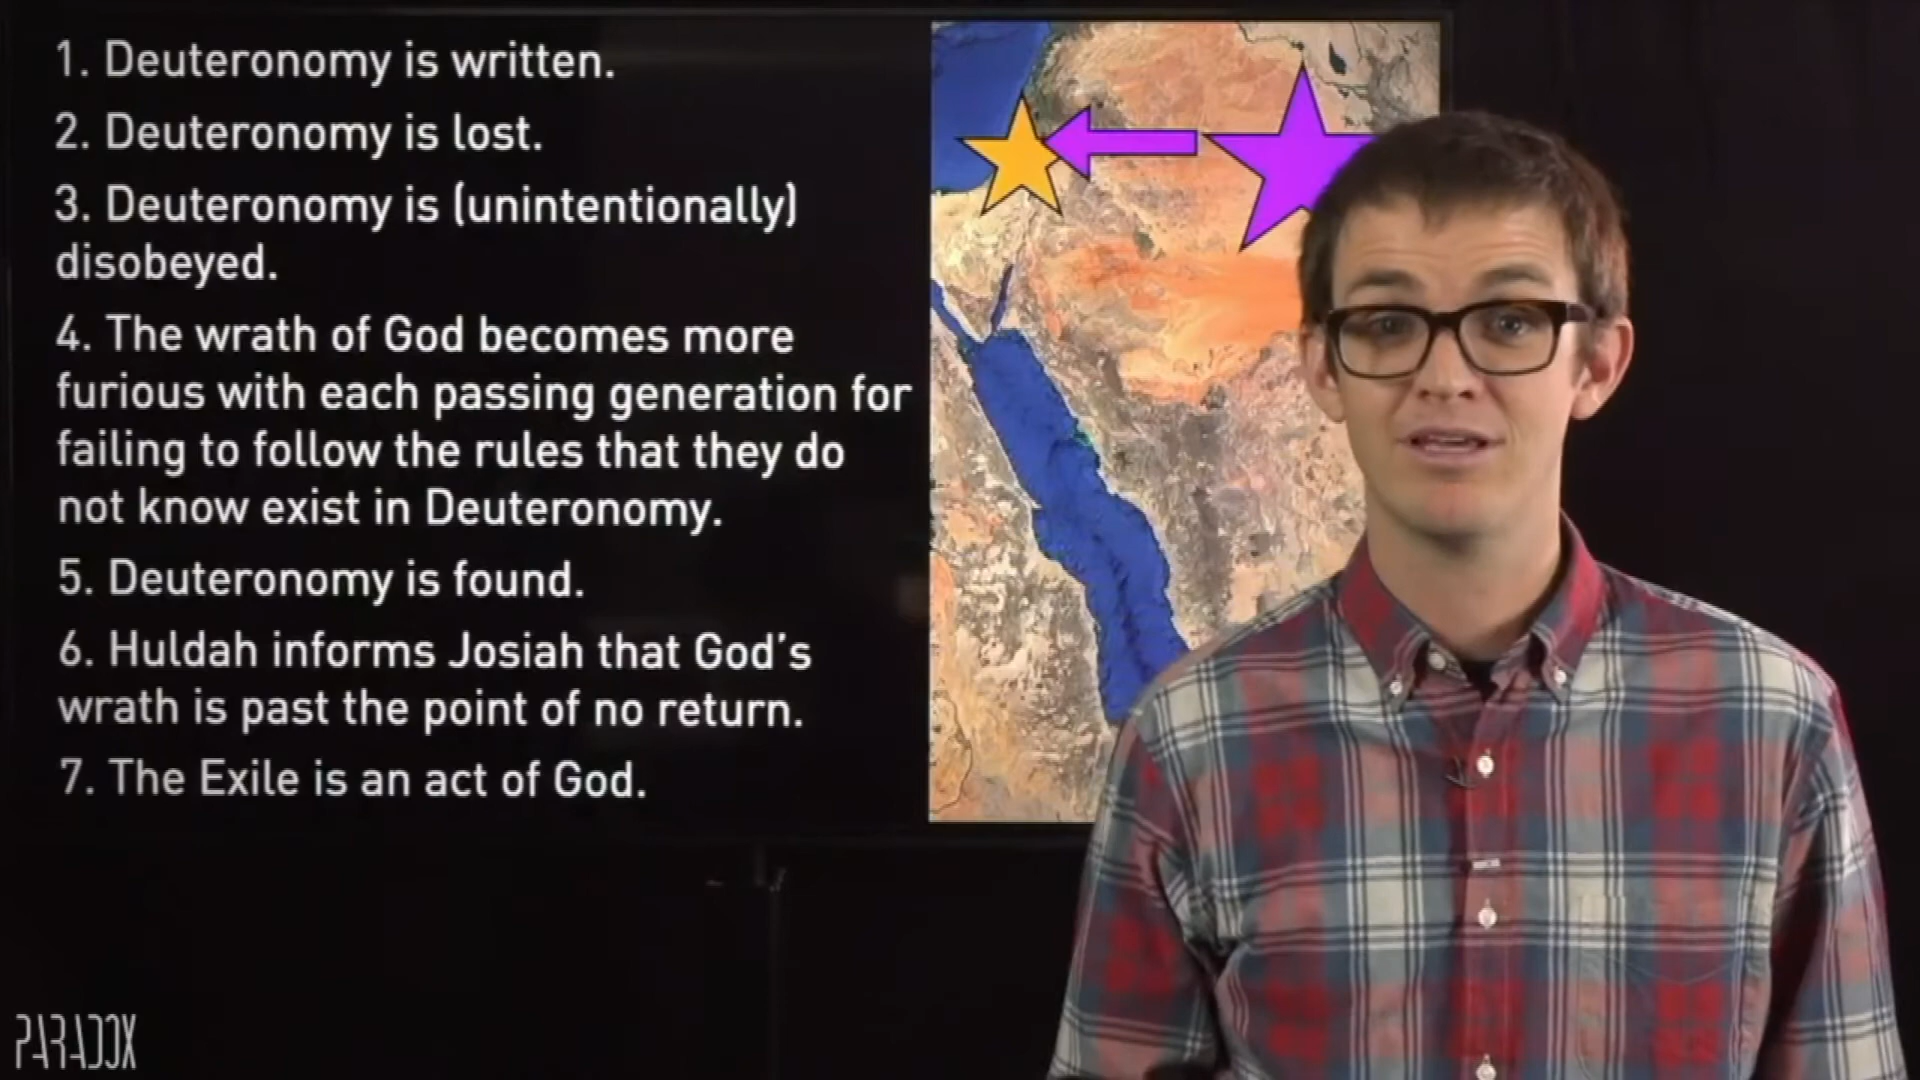 1. Deuteronomy is written.
2. Deuteronomy is lost.
3. Deuteronomy is (unintentionally)
disobeyed.
4. The wrath of God becomes more
furious with each passing generation for
failing to follow the rules that they do
not know exist in Deuteronomy.
5. Deuteronomy is found.
6. Huldah informs Josiah that God's
wrath is past the point of no return.
7. The Exile is an act of God.
PARADOX